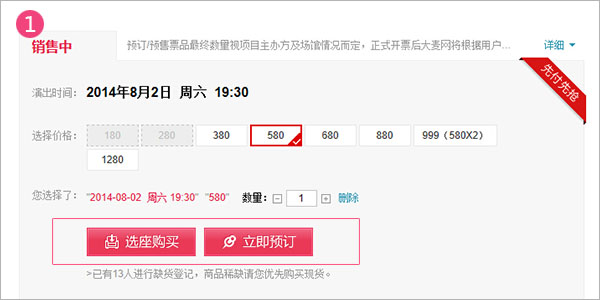 1
销售中
预订/预售票品最终数量视项目主办方及场馆情况而定，正式开票后大麦网将根据用户...
详细
先付先抢
演出时间：
2014年8月2日 周六 19:30
选择价格：
180 280 380 580 680 880 999（580X2）
1280
您选择了： "2014-08-02 周六 19:30" "580" 数量： 1 删除
选座购买 立即预订
>已有13人进行缺货登记，商品稀缺请您优先购买现货。